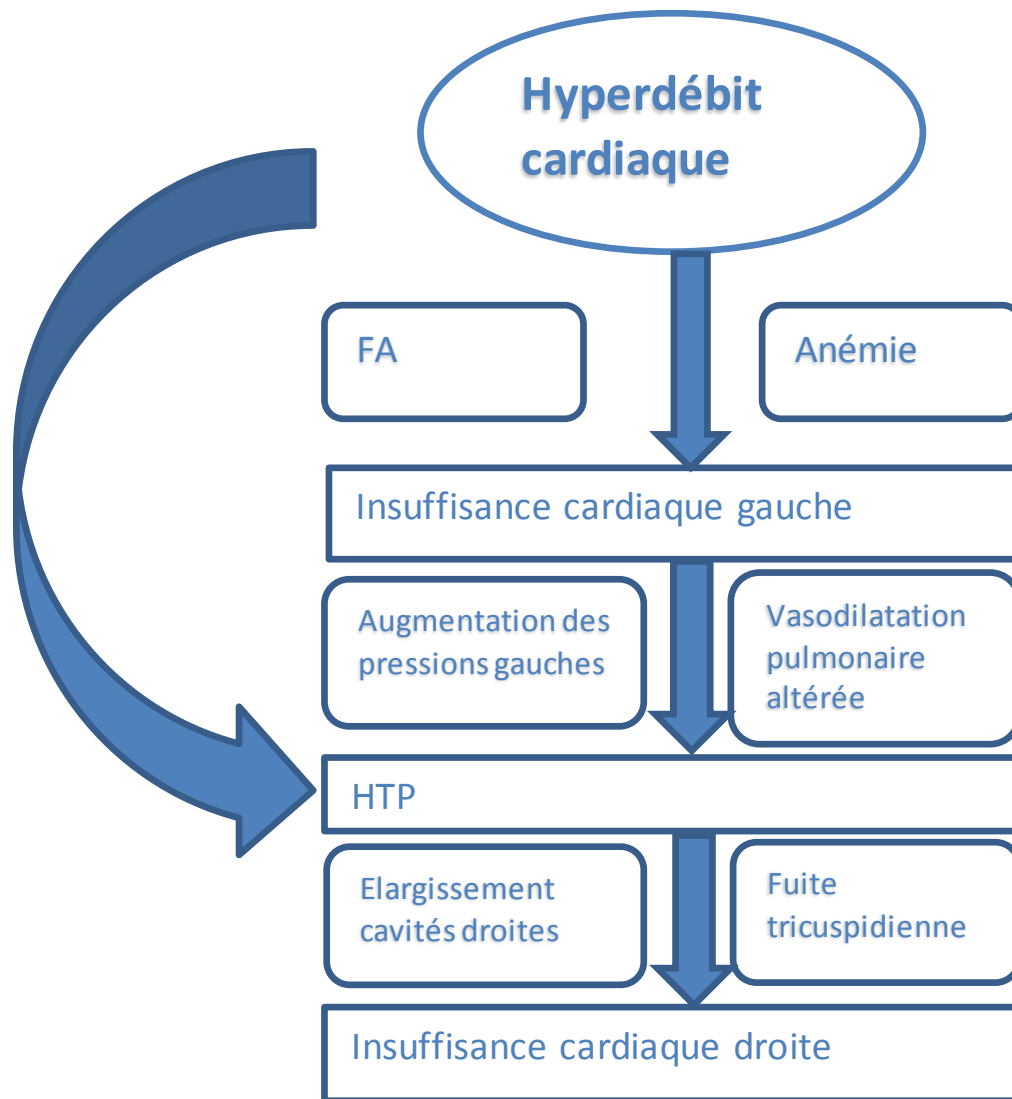 Hyperdébit
cardiaque
FA
Anémie
Insuffisance cardiaque gauche
Augmentation des
pressions gauches
Vasodilatation
pulmonaire
altérée
HTP
Elargissement
cavités droites
Fuite
tricuspidienne
Insuffisance cardiaque droite